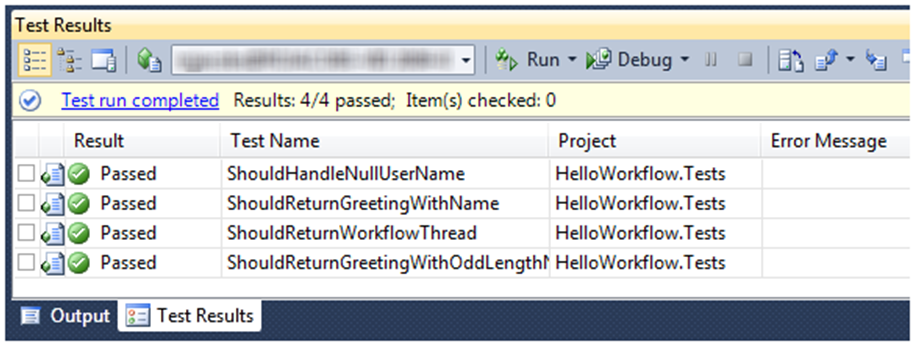 Test Results
Run Debug
Test run completed Results: 4/4 passed; Item(s) checked: 0
Result Test Name Project Error Message
Passed ShouldHandleNullUserName HelloWorkflow.Tests
Passed ShouldReturnGreetingWithName HelloWorkflow.Tests
Passed ShouldReturnWorkflowThread HelloWorkflow.Tests
Passed ShouldReturnGreetingWithOddLengthN HelloWorkflow.Tests
Output Test Results